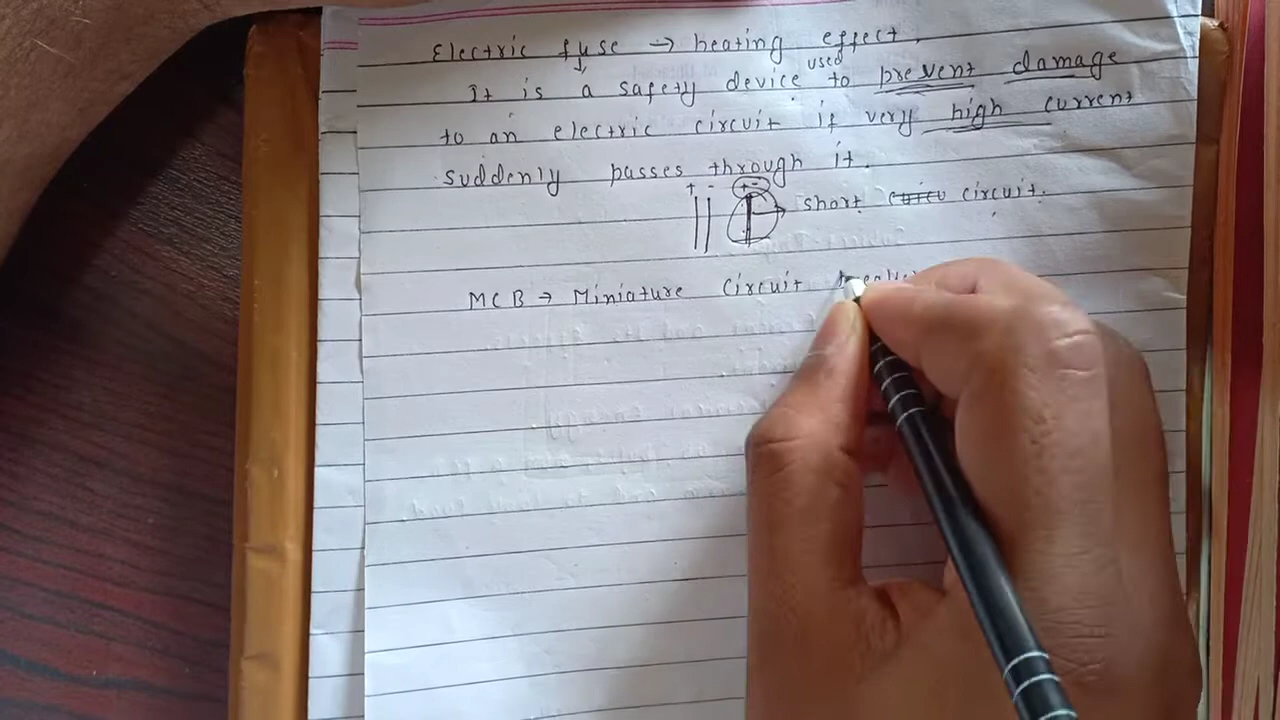 Electric fuse → heating effect.
It is a safety device used to prevent damage
to an electric circuit if very high current
suddenly passes through it.
+ - short circuit.
MCB → Miniature Circuit